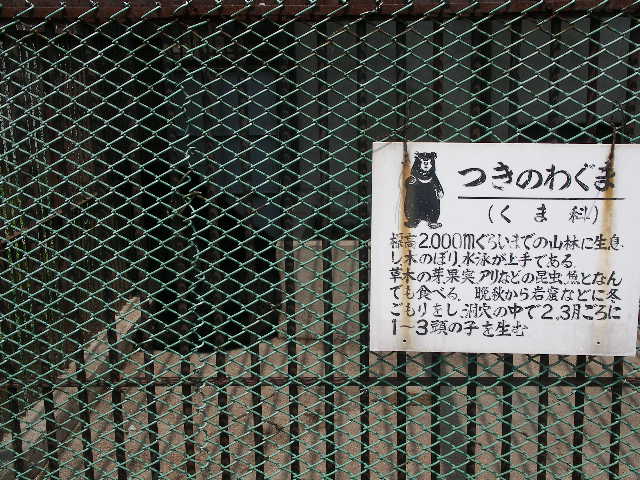 つきのわぐま
(くま科)
標高2,000mぐらいまでの山林に生息
し木のぼり、水泳が上手である
草木の芽、果実、アリなどの昆虫、魚となん
でも食べる。晩秋から岩窟などに冬
ごもりをし、洞穴の中で2,3月ごろに
1〜3頭の子を生む